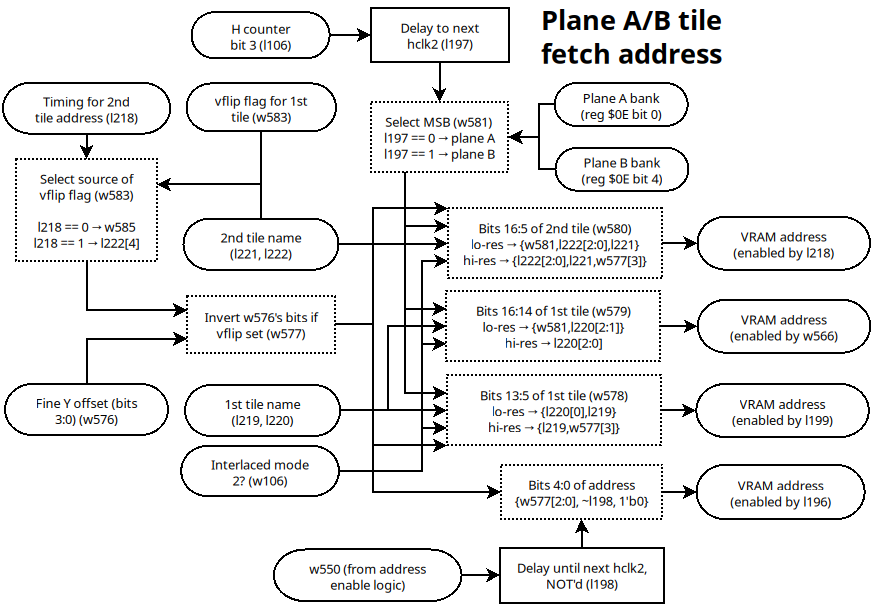 Plane A/B tile
fetch address
H counter
bit 3 (l106)
Delay to next
hclk2 (l197)
Timing for 2nd
tile address (l218)
vflip flag for 1st
tile (w583)
Select MSB (w581)
l197 == 0 → plane A
l197 == 1 → plane B
Plane A bank
(reg $0E bit 0)
Plane B bank
(reg $0E bit 4)
Select source of
vflip flag (w583)
l218 == 0 → w585
l218 == 1 → l222[4]
2nd tile name
(l221, l222)
Bits 16:5 of 2nd tile (w580)
lo-res → {w581,l222[2:0],l221}
hi-res → {l222[2:0],l221,w577[3]}
VRAM address
(enabled by l218)
Invert w576's bits if
vflip set (w577)
Bits 16:14 of 1st tile (w579)
lo-res → {w581,l220[2:1]}
hi-res → l220[2:0]
VRAM address
(enabled by w566)
Fine Y offset (bits
3:0) (w576)
1st tile name
(l219, l220)
Bits 13:5 of 1st tile (w578)
lo-res → {l220[0],l219}
hi-res → {l219,w577[3]}
VRAM address
(enabled by l199)
Interlaced mode
2? (w106)
Bits 4:0 of address
{w577[2:0], ~l198, 1'b0}
VRAM address
(enabled by l196)
w550 (from address
enable logic)
Delay until next hclk2,
NOT'd (l198)